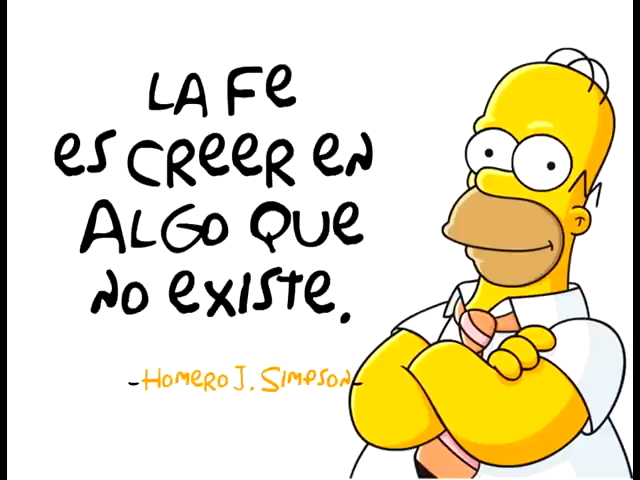 LA Fe
es CReeR en
ALGO QUe
no existe.
-HomeRo J. Simpson-